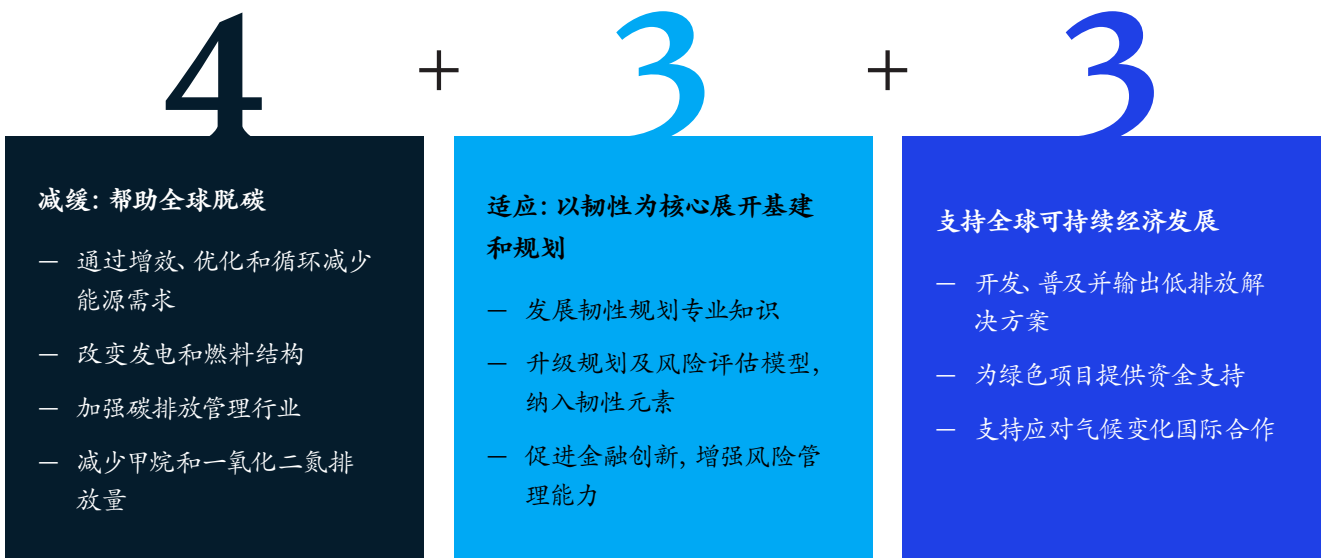 4
+
3
+
3
减缓: 帮助全球脱碳
— 通过增效、优化和循环减少
能源需求
— 改变发电和燃料结构
— 加强碳排放管理行业
— 减少甲烷和一氧化二氮排
放量
适应: 以韧性为核心展开基建
和规划
— 发展韧性规划专业知识
— 升级规划及风险评估模型,
纳入韧性元素
— 促进金融创新, 增强风险管
理能力
支持全球可持续经济发展
— 开发、普及并输出低排放解
决方案
— 为绿色项目提供资金支持
— 支持应对气候变化国际合作